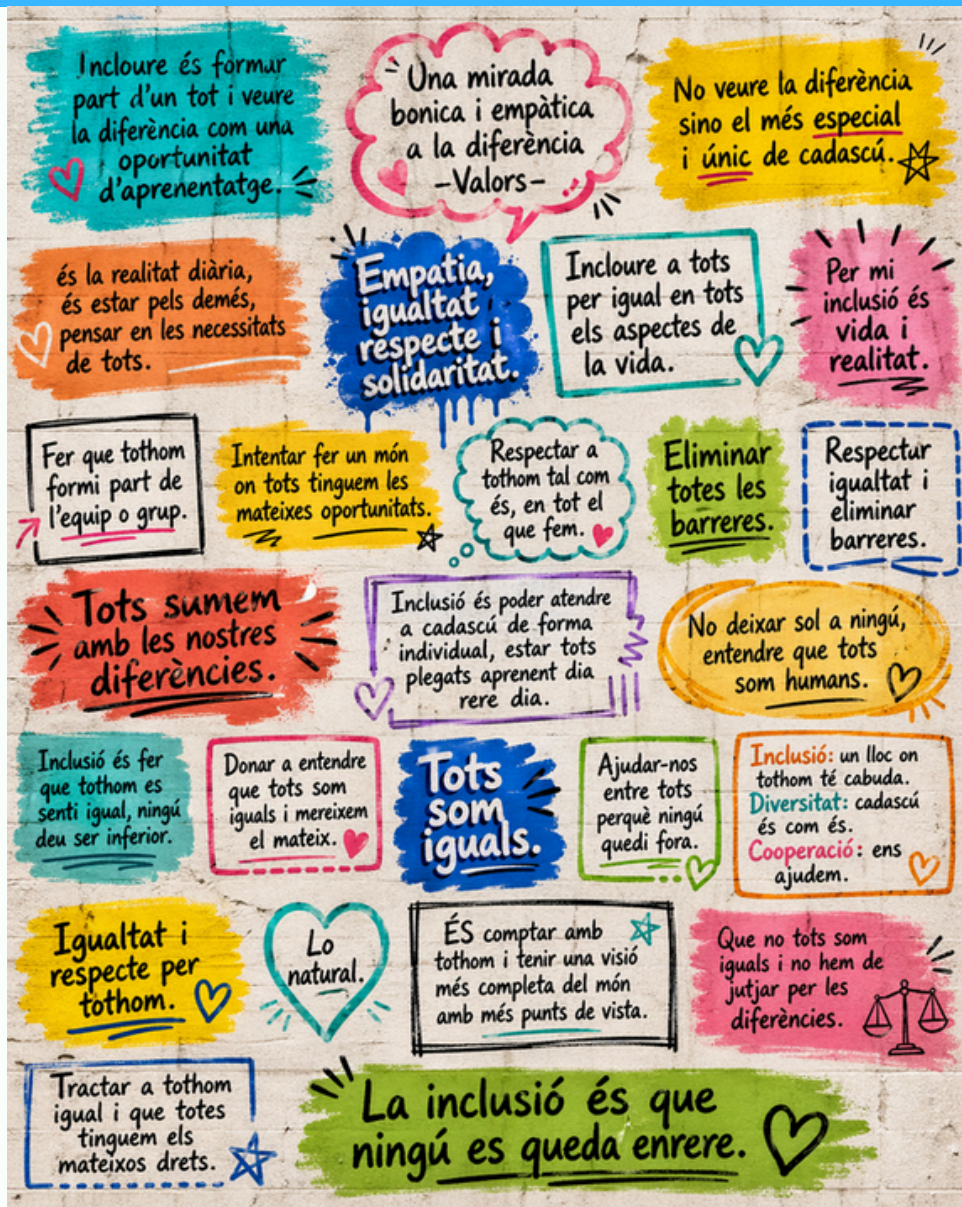 Incloure és formar
part d'un tot i veure
la diferència com una
oportunitat
d'aprenentatge.
Una mirada
bonica i empàtica
a la diferència
-Valors-
No veure la diferència
sino el més especial
i únic de cadascú.
és la realitat diària,
és estar pels demés,
pensar en les necessitats
de tots.
Empatia,
igualtat
respecte i
solidaritat.
Incloure a tots
per igual en tots
els aspectes de
la vida.
Per mi
inclusió és
vida i
realitat.
Fer que tothom
formi part de
l'equip o grup.
Intentar fer un món
on tots tinguem les
mateixes oportunitats.
Respectar a
tothom tal com
és, en tot el
que fem.
Eliminar
totes les
barreres.
Respectur
igualtat i
eliminar
barreres.
Tots sumem
amb les nostres
diferències.
Inclusió és poder atendre
a cadascú de forma
individual, estar tots
plegats aprenent dia
rere dia.
No deixar sol a ningú,
entendre que tots
som humans.
Inclusió és fer
que tothom es
senti igual, ningú
deu ser inferior.
Donar a entendre
que tots som
iguals i mereixem
el mateix.
Tots
som
iguals.
Ajudar-nos
entre tots
perquè ningú
quedi fora.
Inclusió: un lloc on
tothom té cabuda.
Diversitat: cadascú
és com és.
Cooperació: ens
ajudem.
Igualtat i
respecte per
tothom.
Lo
natural.
ÉS comptar amb
tothom i tenir una visió
més completa del món
amb més punts de vista.
Que no tots som
iguals i no hem de
jutjar per les
diferències.
Tractar a tothom
igual i que totes
tinguem els
mateixos drets.
La inclusió és que
ningú es queda enrere.